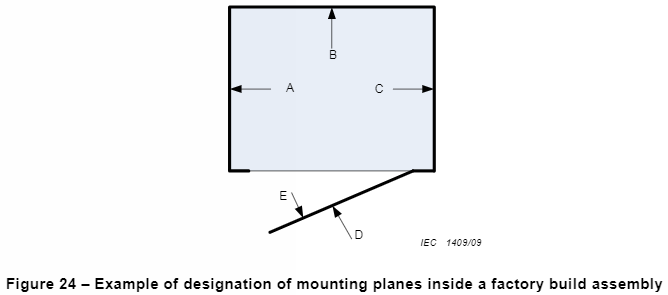 B
A
C
E
D
IEC 1409/09
Figure 24 – Example of designation of mounting planes inside a factory build assembly